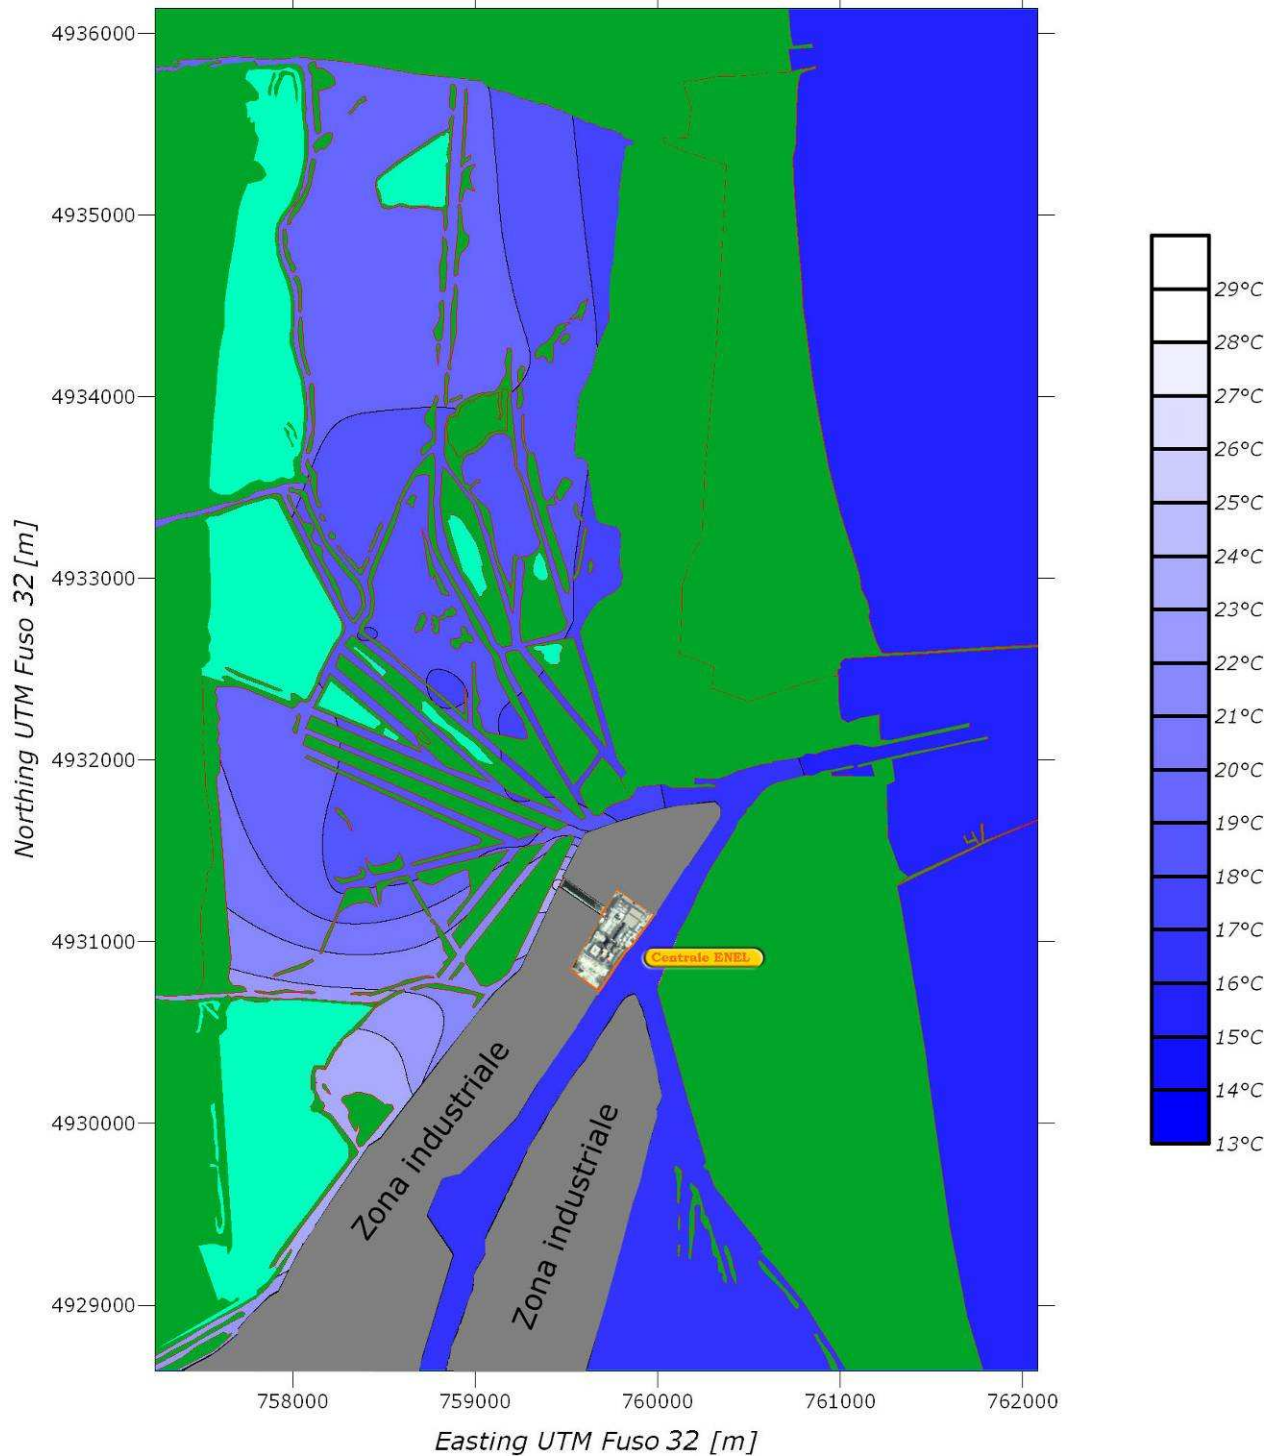 4936000
4935000
4934000
4933000
4932000
4931000
4930000
4929000
Northing UTM Fuso 32 [m]
758000
759000
760000
761000
762000
Easting UTM Fuso 32 [m]
Centrale ENEL
Zona industriale
Zona industriale
29°C
28°C
27°C
26°C
25°C
24°C
23°C
22°C
21°C
20°C
19°C
18°C
17°C
16°C
15°C
14°C
13°C